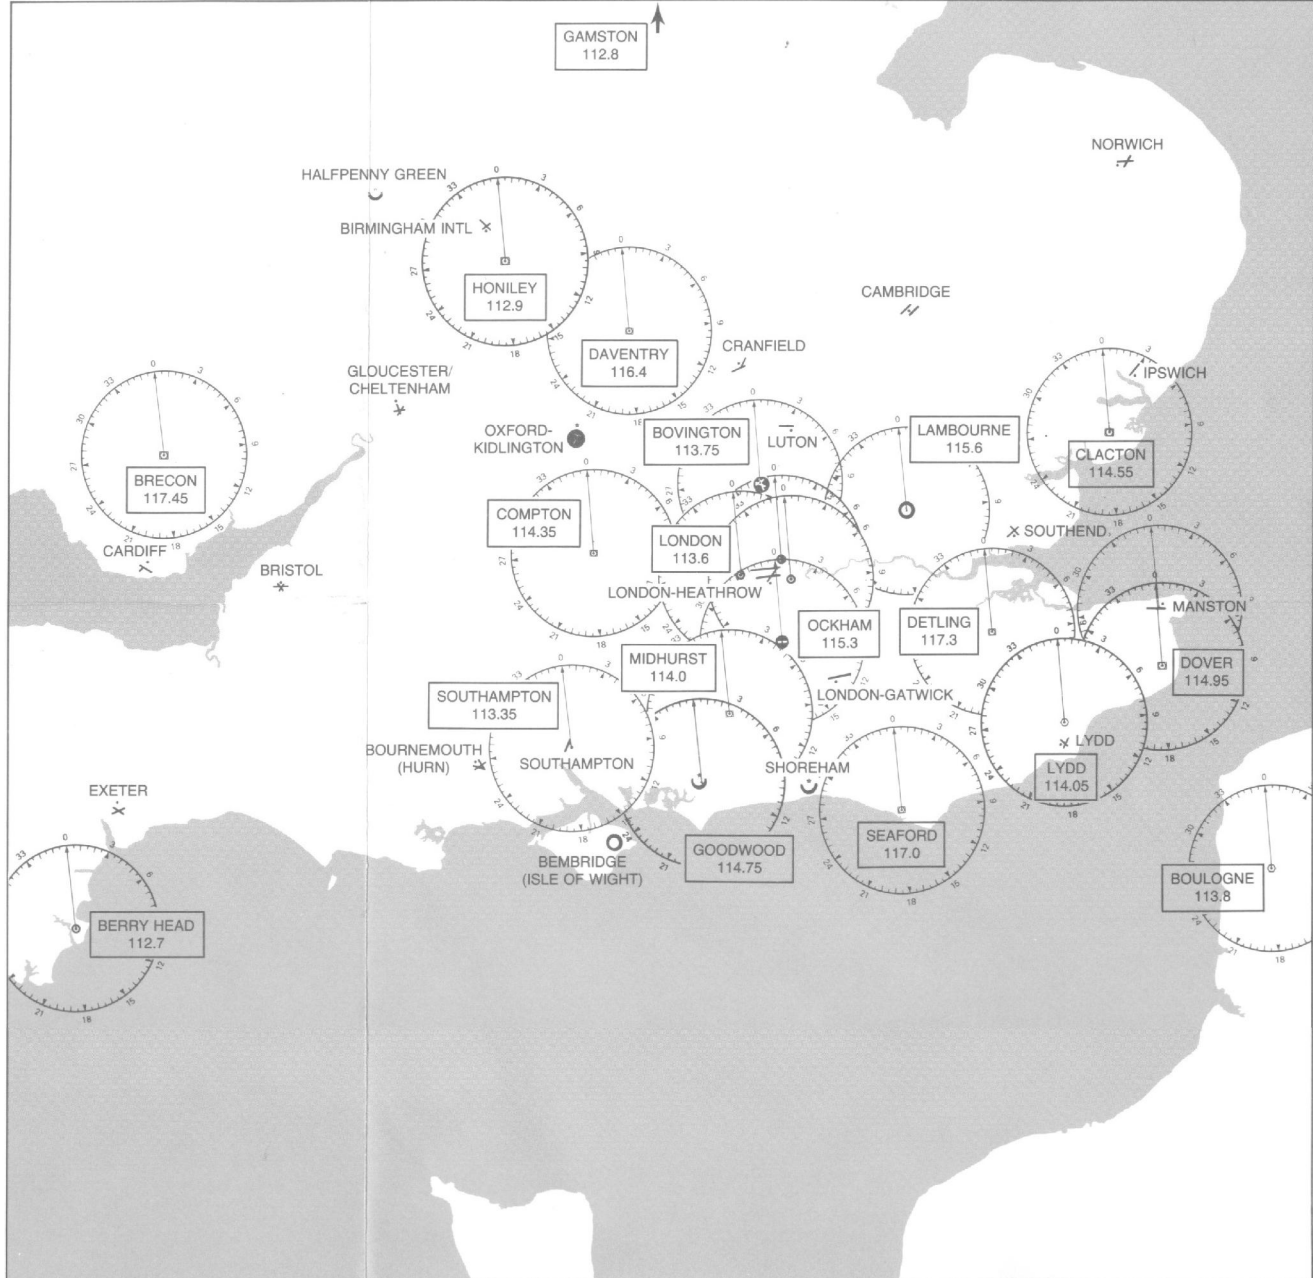 GAMSTON
112.8
NORWICH
HALFPENNY GREEN
BIRMINGHAM INTL
HONILEY
112.9
CAMBRIDGE
DAVENTRY
116.4
CRANFIELD
GLOUCESTER/
CHELTENHAM
IPSWICH
OXFORD-
KIDLINGTON
BOVINGTON
113.75
LUTON
LAMBOURNE
115.6
CLACTON
114.55
BRECON
117.45
COMPTON
114.35
LONDON
113.6
SOUTHEND
CARDIFF
BRISTOL
LONDON-HEATHROW
MANSTON
OCKHAM
115.3
DETLING
117.3
MIDHURST
114.0
DOVER
114.95
SOUTHAMPTON
113.35
LONDON-GATWICK
BOURNEMOUTH
(HURN)
SOUTHAMPTON
SHOREHAM
LYDD
LYDD
114.05
EXETER
SEAFORD
117.0
GOODWOOD
114.75
BEMBRIDGE
(ISLE OF WIGHT)
BOULOGNE
113.8
BERRY HEAD
112.7